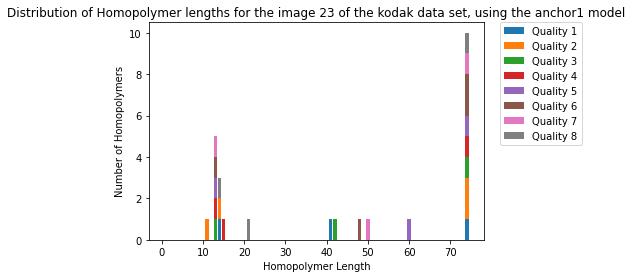 Distribution of Homopolymer lengths for the image 23 of the kodak data set, using the anchor1 model
10
8
6
4
2
0
Number of Homopolymers
0 10 20 30 40 50 60 70
Homopolymer Length
Quality 1
Quality 2
Quality 3
Quality 4
Quality 5
Quality 6
Quality 7
Quality 8